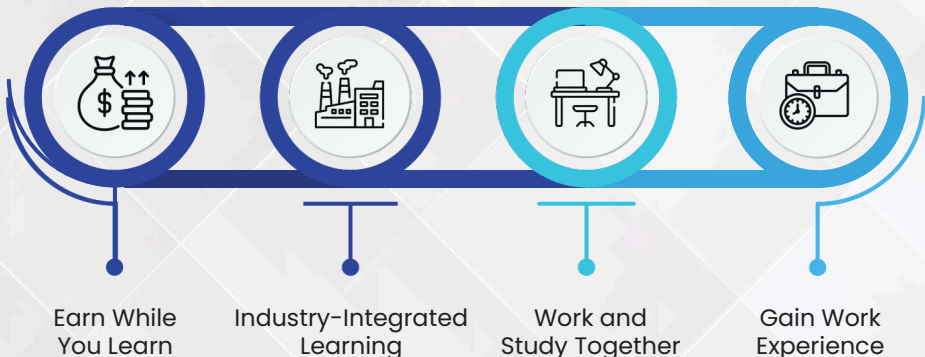 Earn While
You Learn
Industry-Integrated
Learning
Work and
Study Together
Gain Work
Experience